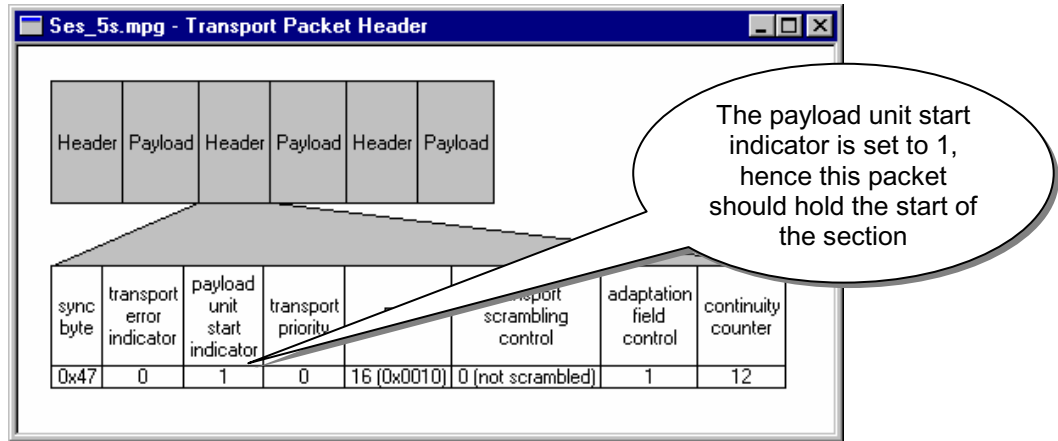 Ses_5s.mpg - Transport Packet Header
Header Payload Header Payload Header Payload
The payload unit start
indicator is set to 1,
hence this packet
should hold the start of
the section
sync
byte
transport
error
indicator
payload
unit
start
indicator
transport
priority
scrambling
control
adaptation
field
control
continuity
counter
0x47 0 1 0 16 (0x0010) 0 (not scrambled) 1 12